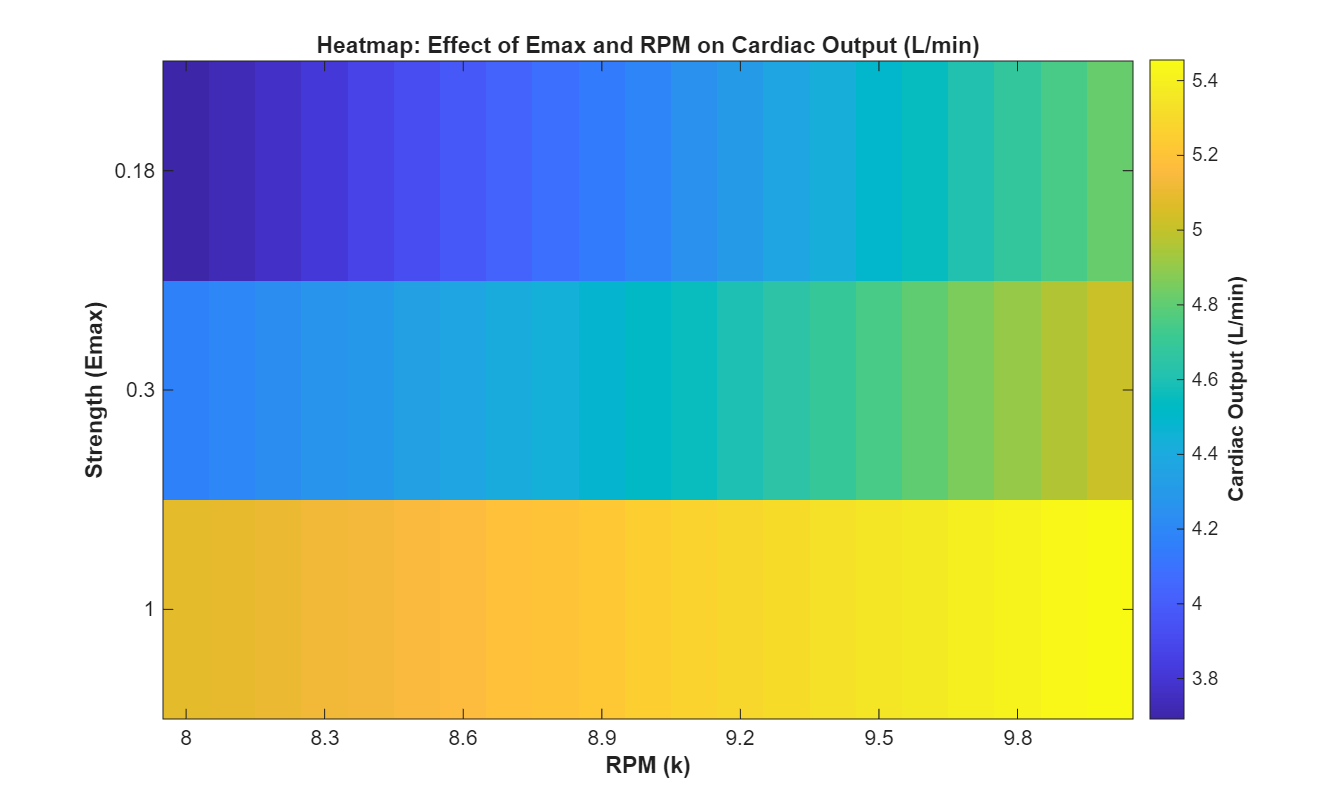 Heatmap: Effect of Emax and RPM on Cardiac Output (L/min)
Strength (Emax)
0.18
0.3
1
8 8.3 8.6 8.9 9.2 9.5 9.8
RPM (k)
5.4
5.2
5
4.8
4.6
4.4
4.2
4
3.8
Cardiac Output (L/min)